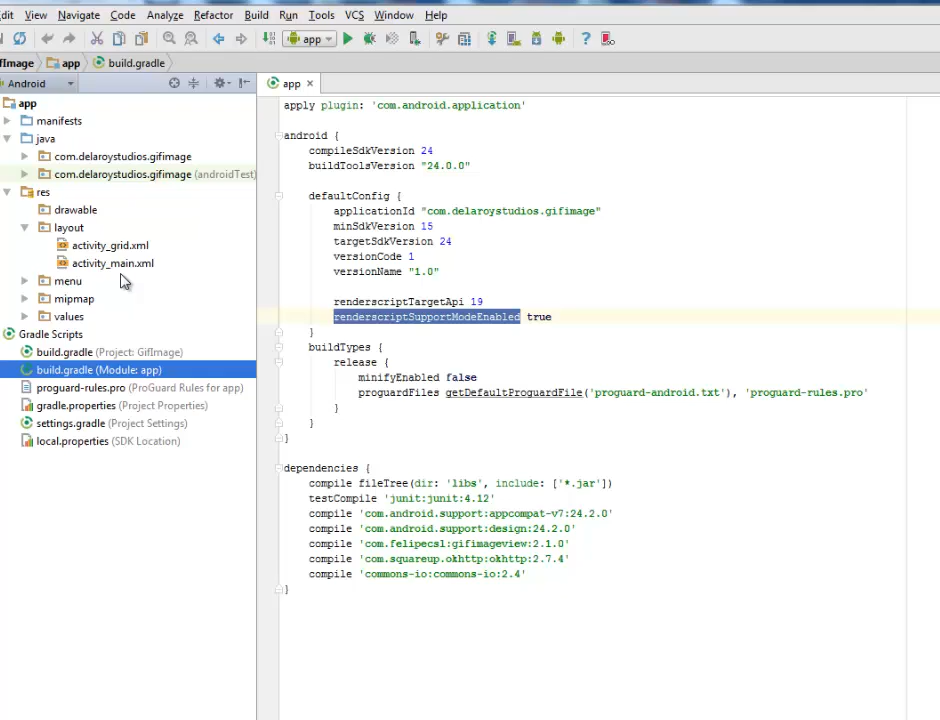 dit View Navigate Code Analyze Refactor Build Run Tools VCS Window Help
app
fImage app build.gradle
Android
app
app
manifests
java
com.delaroystudios.gifimage
com.delaroystudios.gifimage (androidTest)
res
drawable
layout
activity_grid.xml
activity_main.xml
menu
mipmap
values
Gradle Scripts
build.gradle (Project: GifImage)
build.gradle (Module: app)
proguard-rules.pro (ProGuard Rules for app)
gradle.properties (Project Properties)
settings.gradle (Project Settings)
local.properties (SDK Location)
apply plugin: 'com.android.application'
android {
compileSdkVersion 24
buildToolsVersion "24.0.0"
defaultConfig {
applicationId "com.delaroystudios.gifimage"
minSdkVersion 15
targetSdkVersion 24
versionCode 1
versionName "1.0"
renderscriptTargetApi 19
renderscriptSupportModeEnabled true
}
buildTypes {
release {
minifyEnabled false
proguardFiles getDefaultProguardFile('proguard-android.txt'), 'proguard-rules.pro'
}
}
}
dependencies {
compile fileTree(dir: 'libs', include: ['*.jar'])
testCompile 'junit:junit:4.12'
compile 'com.android.support:appcompat-v7:24.2.0'
compile 'com.android.support:design:24.2.0'
compile 'com.felipecsl:gifimageview:2.1.0'
compile 'com.squareup.okhttp:okhttp:2.7.4'
compile 'commons-io:commons-io:2.4'
}